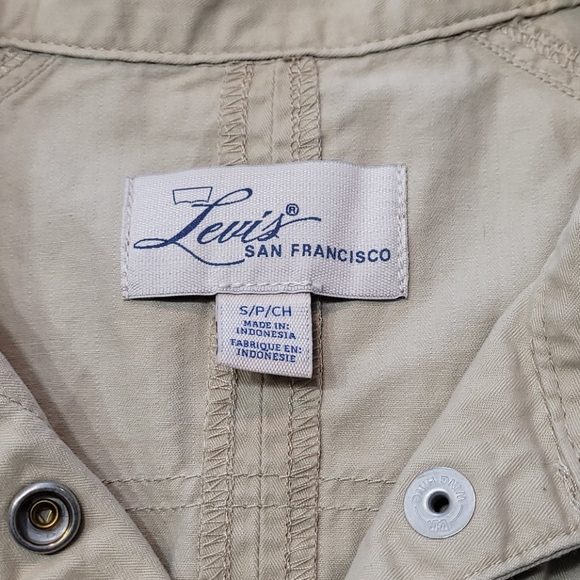 Levi's®
SAN FRANCISCO
S/P/CH
MADE IN:
INDONESIA
FABRIQUE EN:
INDONESIE